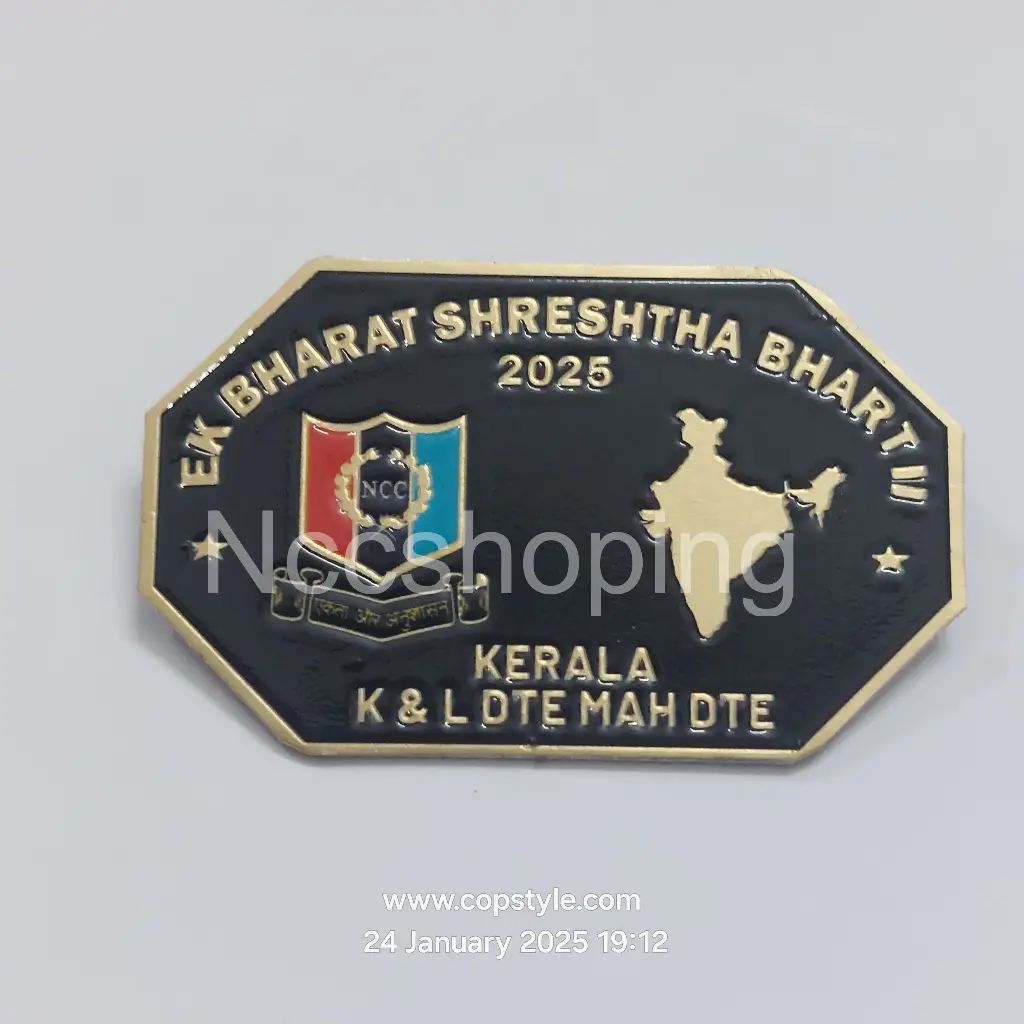 EK BHARAT SHRESHTHA BHART II
2025
NCC
एकता और अनुशासन
Nccshoping
KERALA
K & L DTE MAH DTE
www.copstyle.com
24 January 2025 19:12